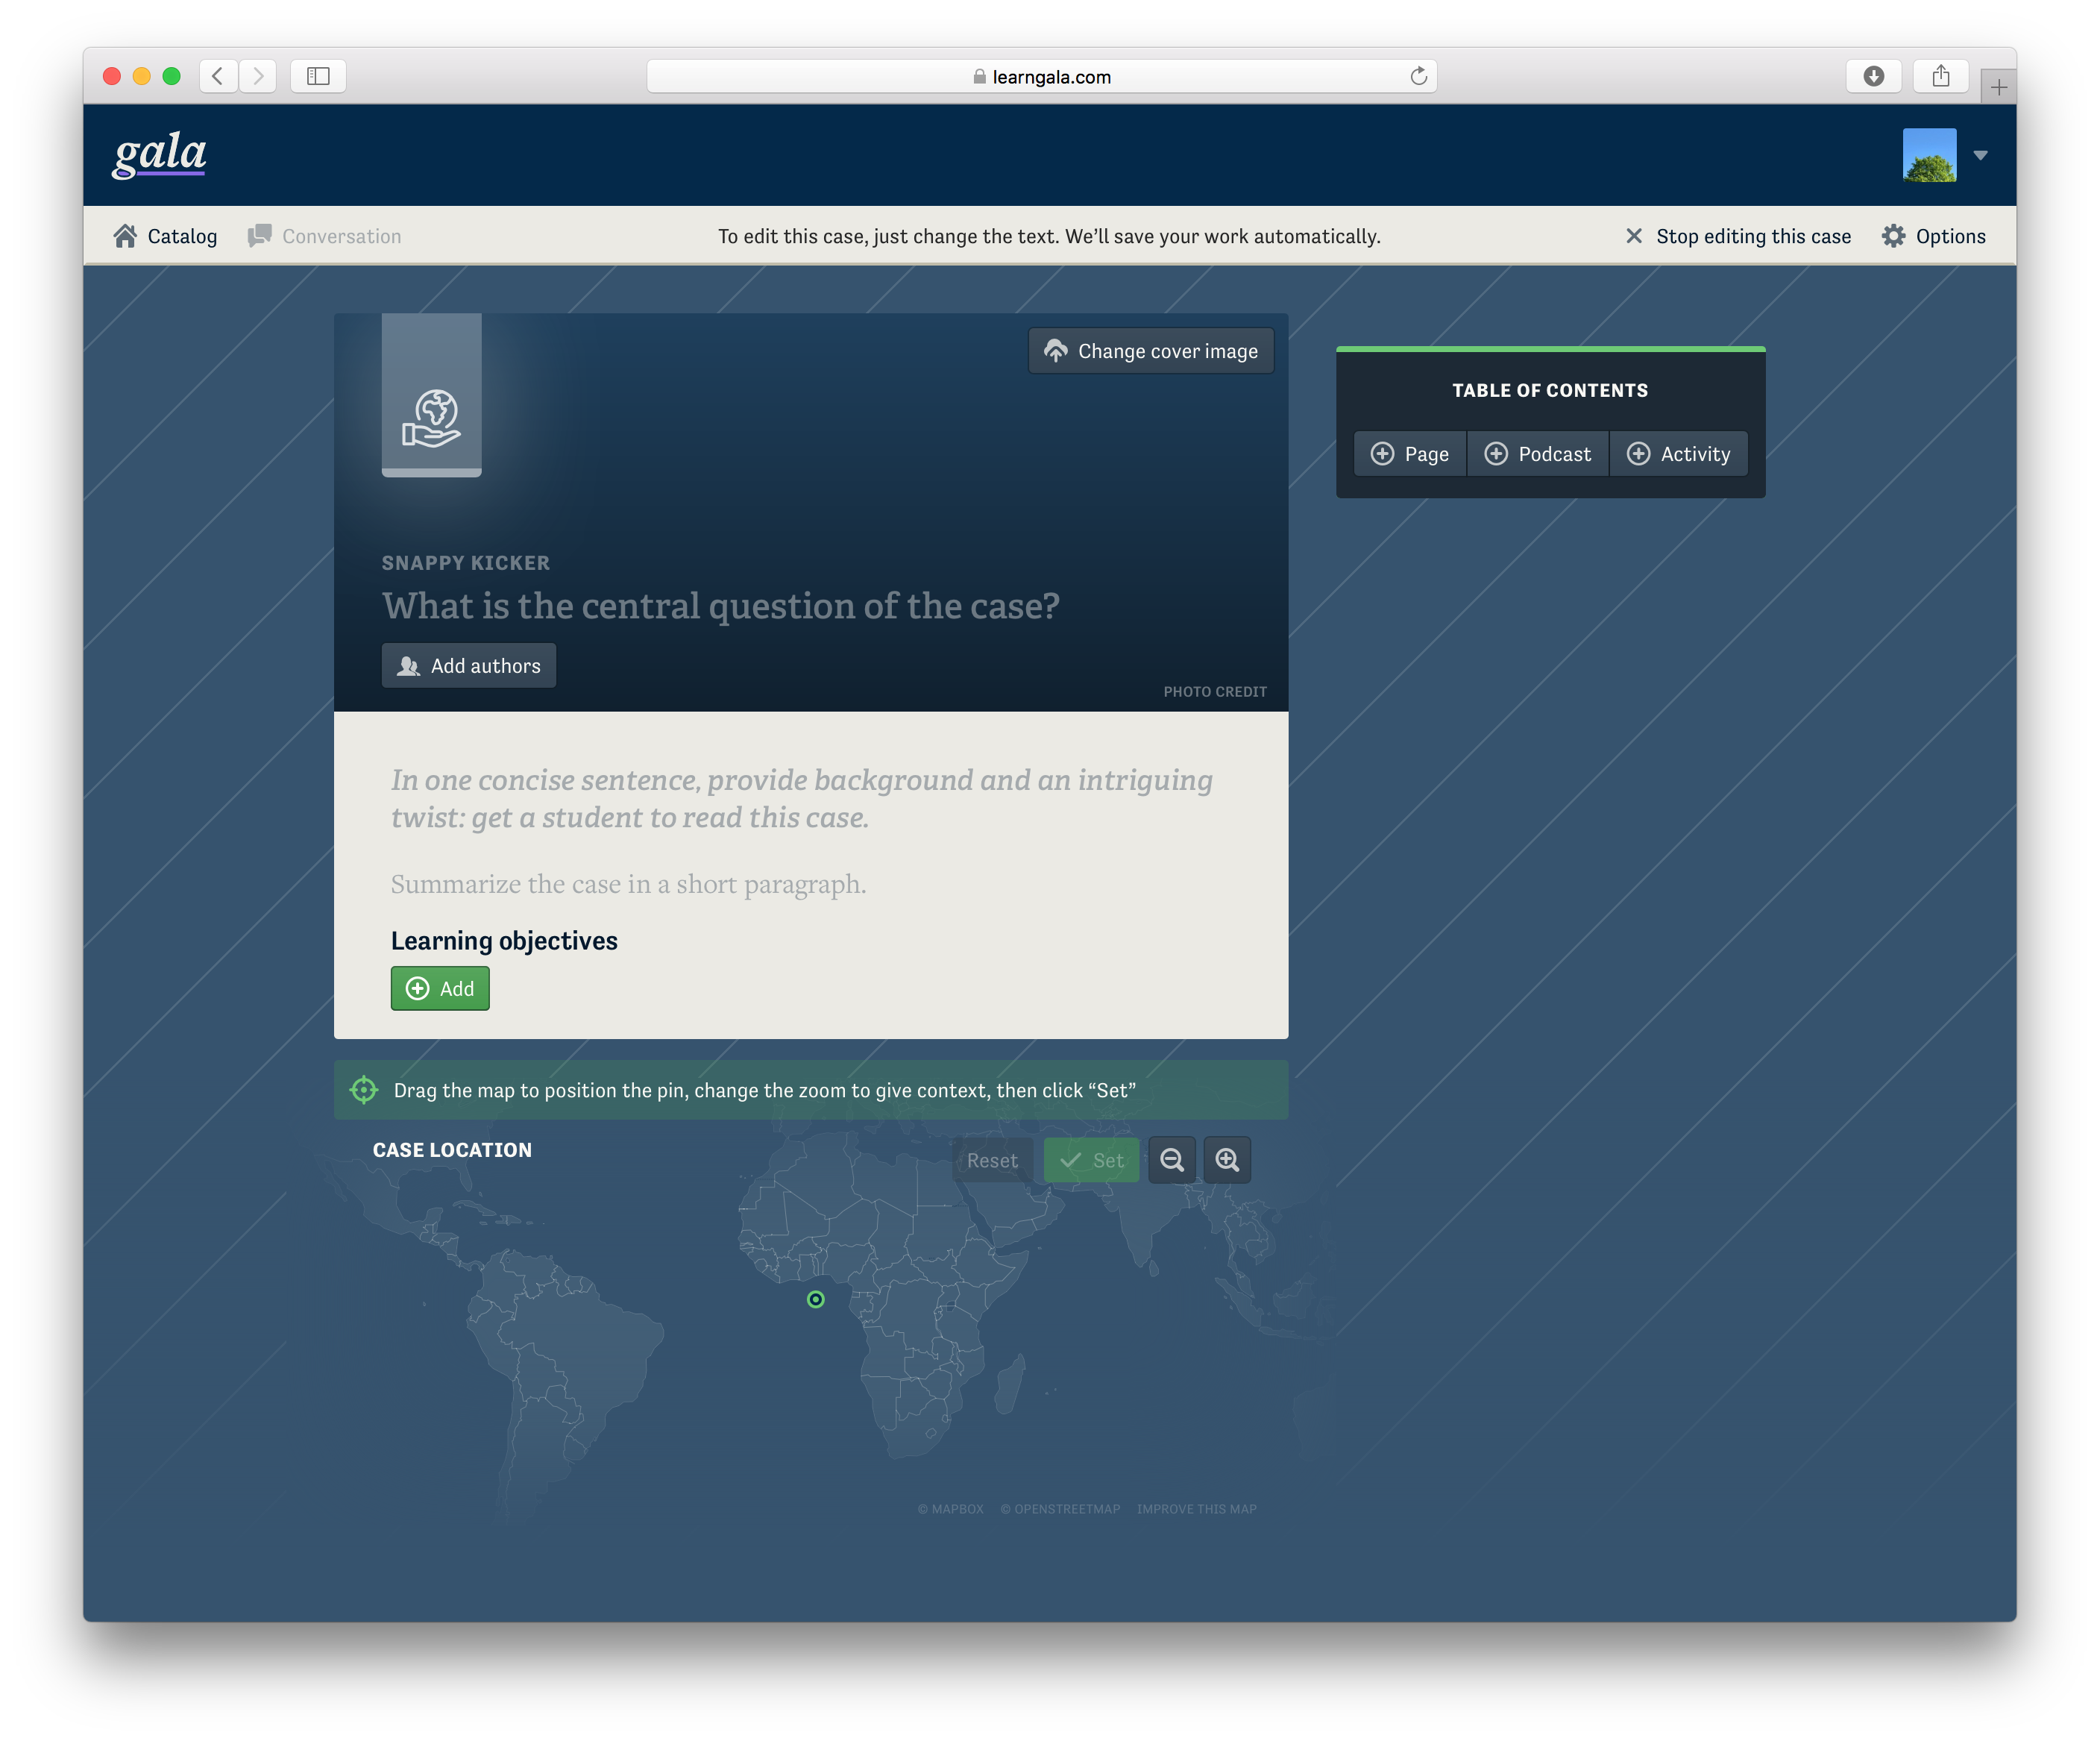 learngala.com
gala
Catalog
Conversation
To edit this case, just change the text. We’ll save your work automatically.
Stop editing this case
Options
Change cover image
SNAPPY KICKER
What is the central question of the case?
Add authors
PHOTO CREDIT
TABLE OF CONTENTS
Page
Podcast
Activity
In one concise sentence, provide background and an intriguing
twist: get a student to read this case.
Summarize the case in a short paragraph.
Learning objectives
Add
Drag the map to position the pin, change the zoom to give context, then click “Set”
CASE LOCATION
Reset
Set
© MAPBOX © OPENSTREETMAP IMPROVE THIS MAP